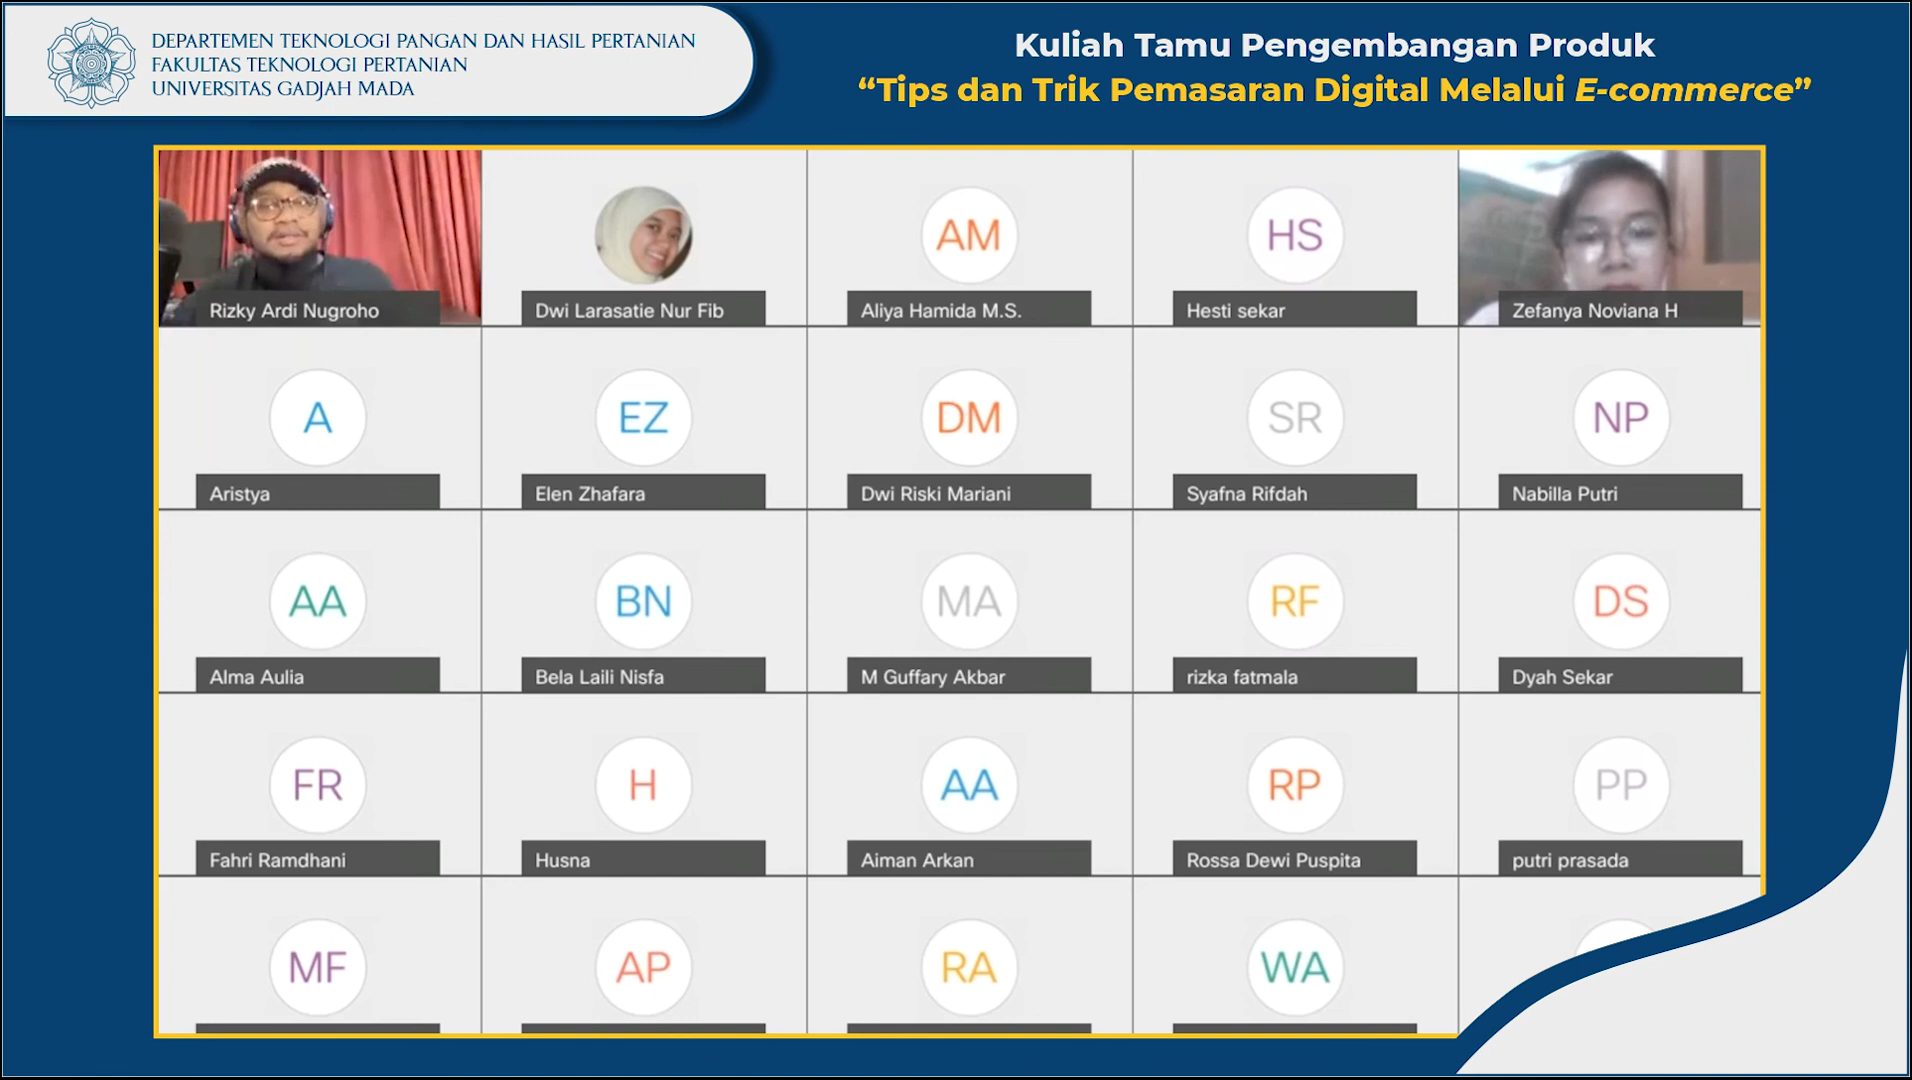 DEPARTEMEN TEKNOLOGI PANGAN DAN HASIL PERTANIAN
FAKULTAS TEKNOLOGI PERTANIAN
UNIVERSITAS GADJAH MADA
Kuliah Tamu Pengembangan Produk
“Tips dan Trik Pemasaran Digital Melalui E-commerce”
AM
HS
Rizky Ardi Nugroho
Dwi Larasatie Nur Fib
Aliya Hamida M.S.
Hesti sekar
Zefanya Noviana H
A
EZ
DM
SR
NP
Aristya
Elen Zhafara
Dwi Riski Mariani
Syafna Rifdah
Nabilla Putri
AA
BN
MA
RF
DS
Alma Aulia
Bela Laili Nisfa
M Guffary Akbar
rizka fatmala
Dyah Sekar
FR
H
AA
RP
PP
Fahri Ramdhani
Husna
Aiman Arkan
Rossa Dewi Puspita
putri prasada
MF
AP
RA
WA